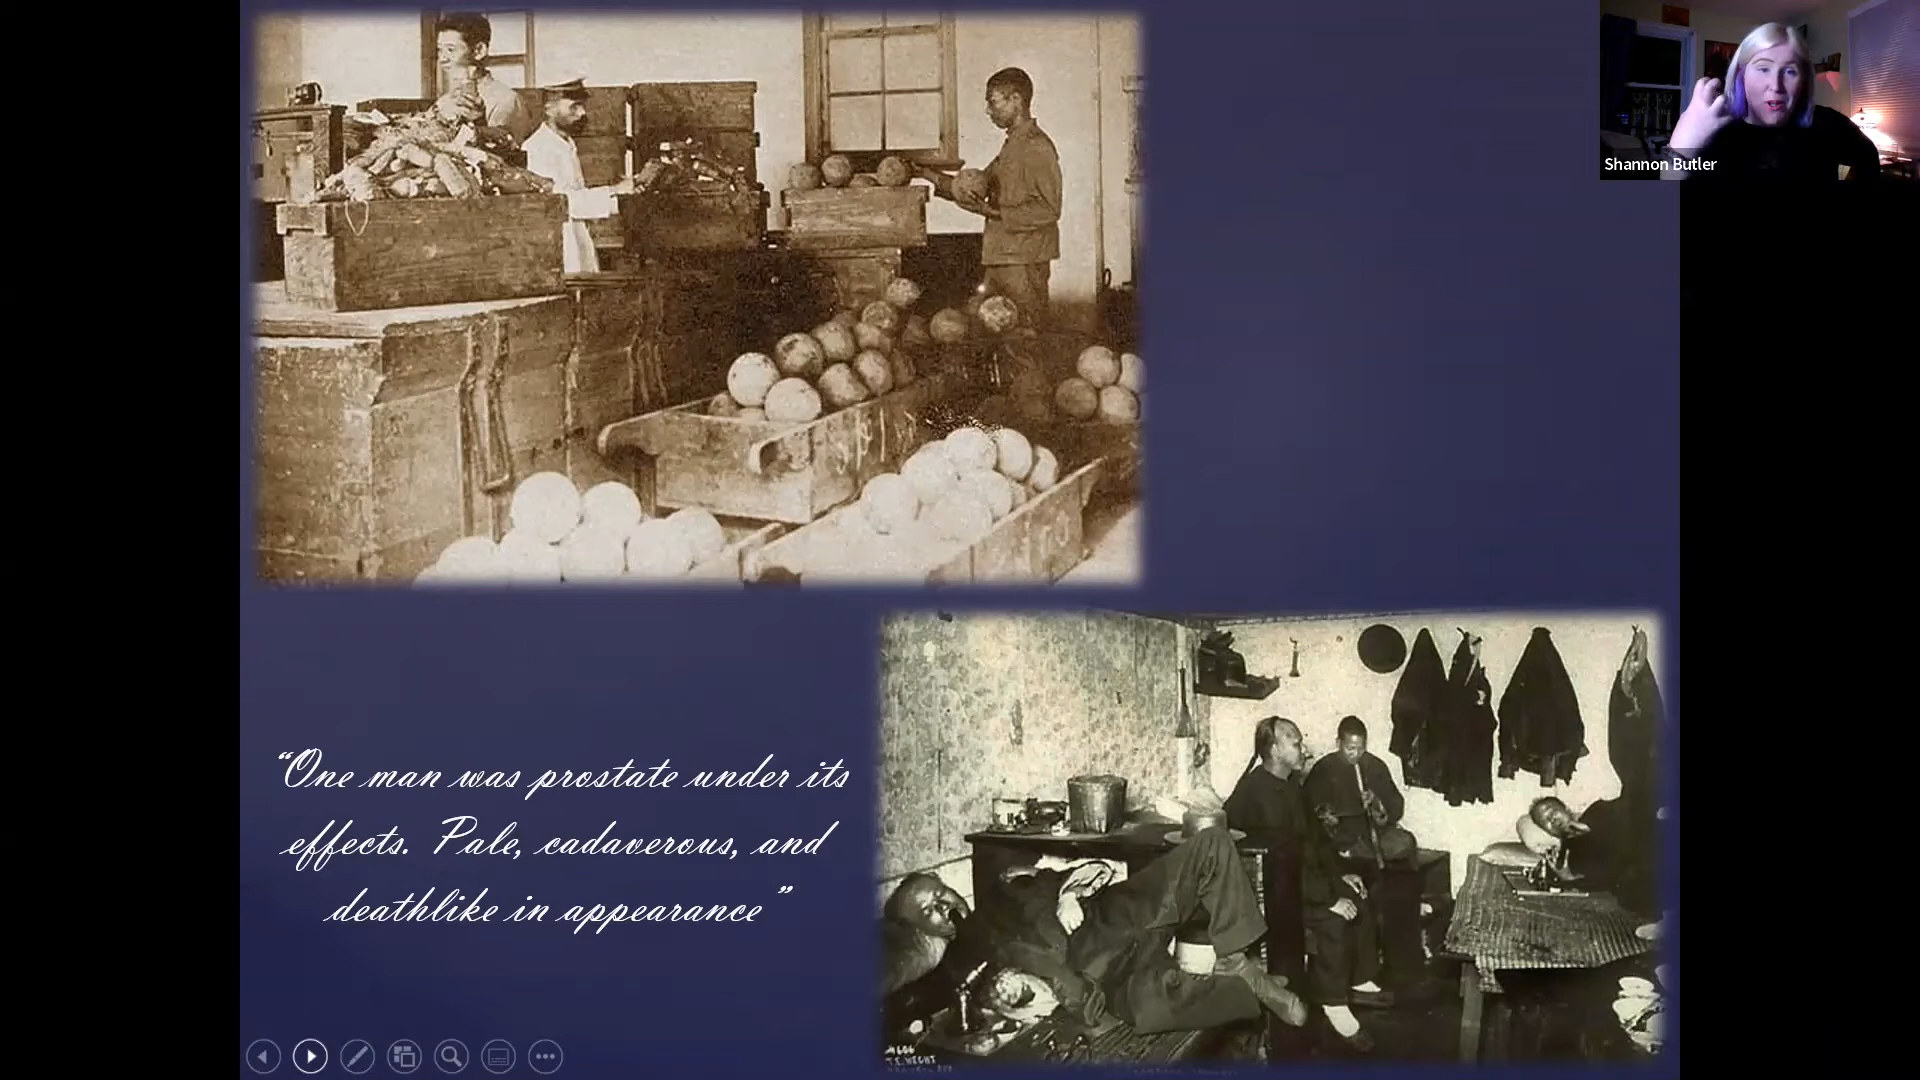 Shannon Butler
“One man was prostate under its
effects. Pale, cadaverous, and
deathlike in appearance”